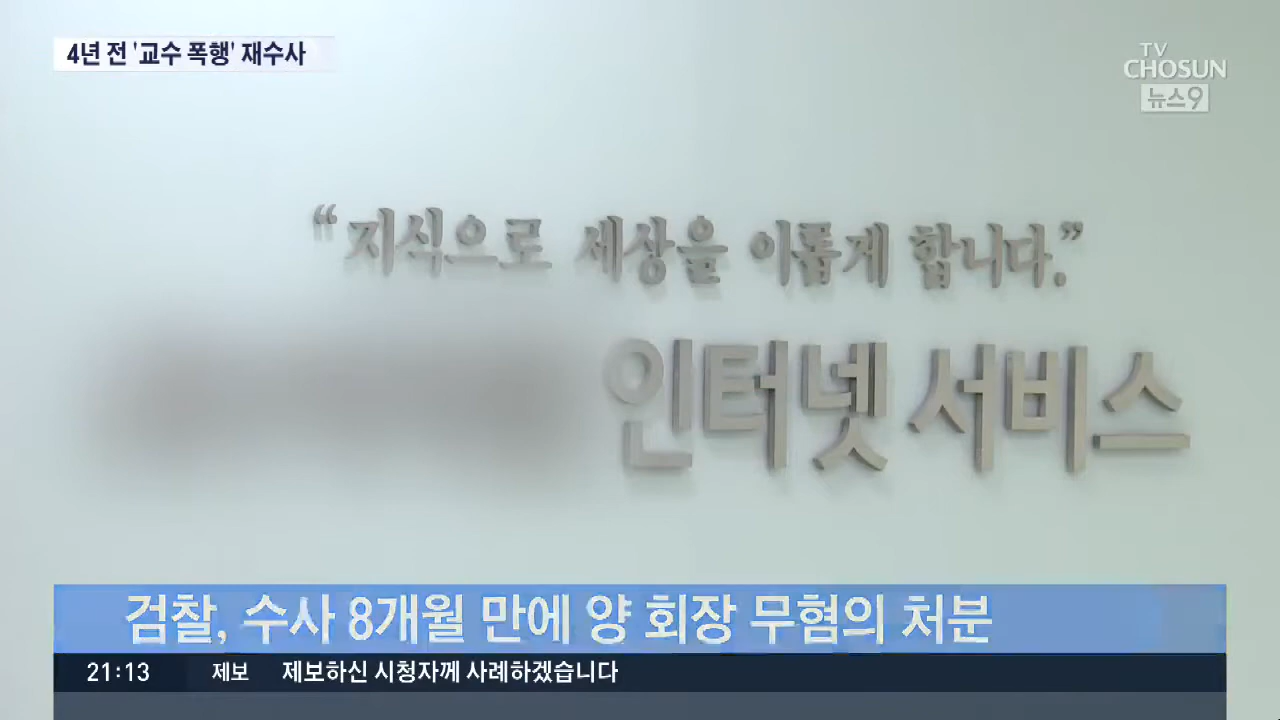 4년 전 '교수 폭행' 재수사
TV
CHOSUN
뉴스9
“지식으로 세상을 이롭게 합니다.”
인터넷 서비스
검찰, 수사 8개월 만에 양 회장 무혐의 처분
21:13 제보 제보하신 시청자께 사례하겠습니다